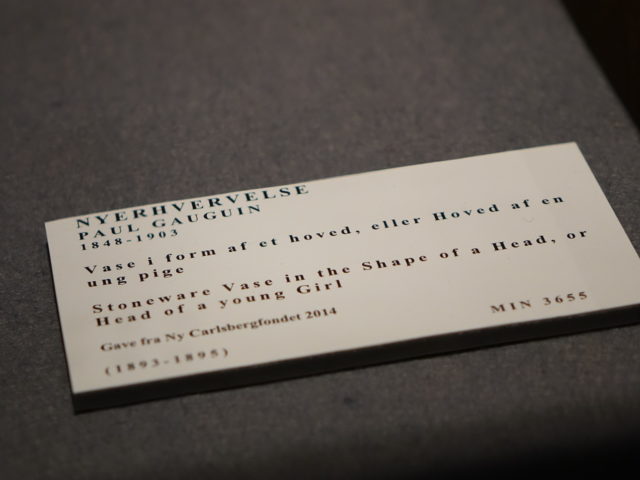 NYERHVERVELSE
PAUL GAUGUIN
1848-1903
Vase i form af et hoved, eller Hoved af en
ung pige
Stoneware Vase in the Shape of a Head, or
Head of a young Girl
Gave fra Ny Carlsbergfondet 2014
MIN 3655
(1893-1895)